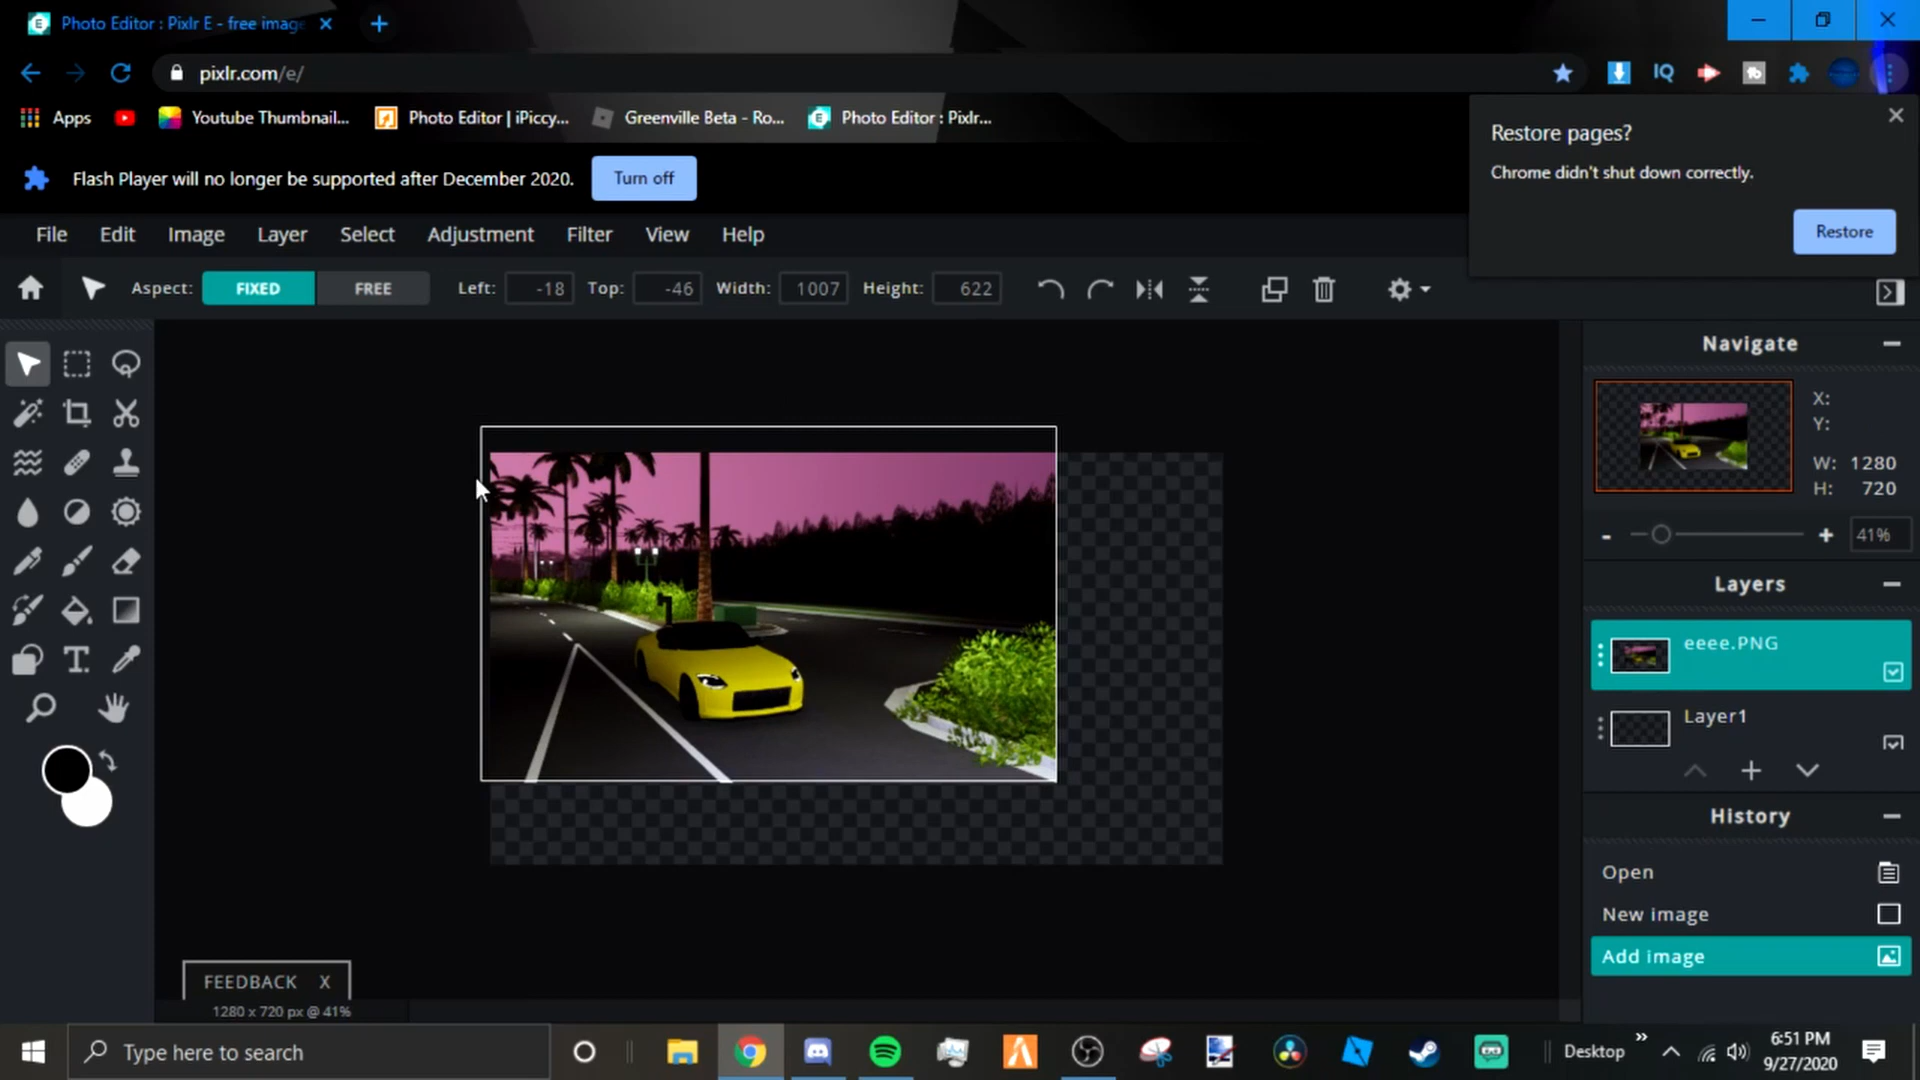 Photo Editor : Pixlr E - free image
pixlr.com/e/
IQ
Apps
Youtube Thumbnail...
Photo Editor | iPiccy...
Greenville Beta - Ro...
Photo Editor : Pixlr...
Restore pages?
Chrome didn't shut down correctly.
Restore
Flash Player will no longer be supported after December 2020.
Turn off
File
Edit
Image
Layer
Select
Adjustment
Filter
View
Help
Aspect:
FIXED
FREE
Left:
-18
Top:
-46
Width:
1007
Height:
622
Navigate
X:
Y:
W: 1280
H: 720
- + 41%
Layers
eeee.PNG
Layer1
History
Open
New image
Add image
FEEDBACK X
1280 x 720 px @ 41%
Type here to search
Desktop
6:51 PM
9/27/2020